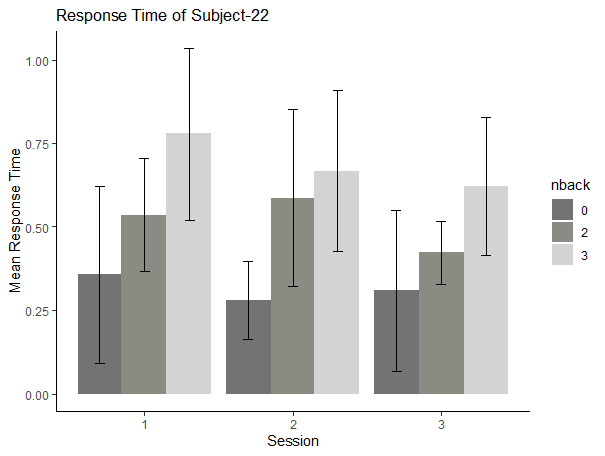 Response Time of Subject-22
Mean Response Time
1.00
0.75
0.50
0.25
0.00
1 2 3
Session
nback
0
2
3